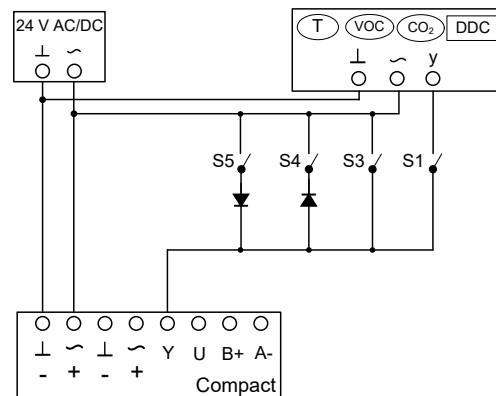 24 V AC/DC
⊥ ~
T VOC CO₂ DDC
⊥ ~ y
S5 S4 S3 S1
⊥ ~ ⊥ ~ Y U B+ A-
- + - +
Compact